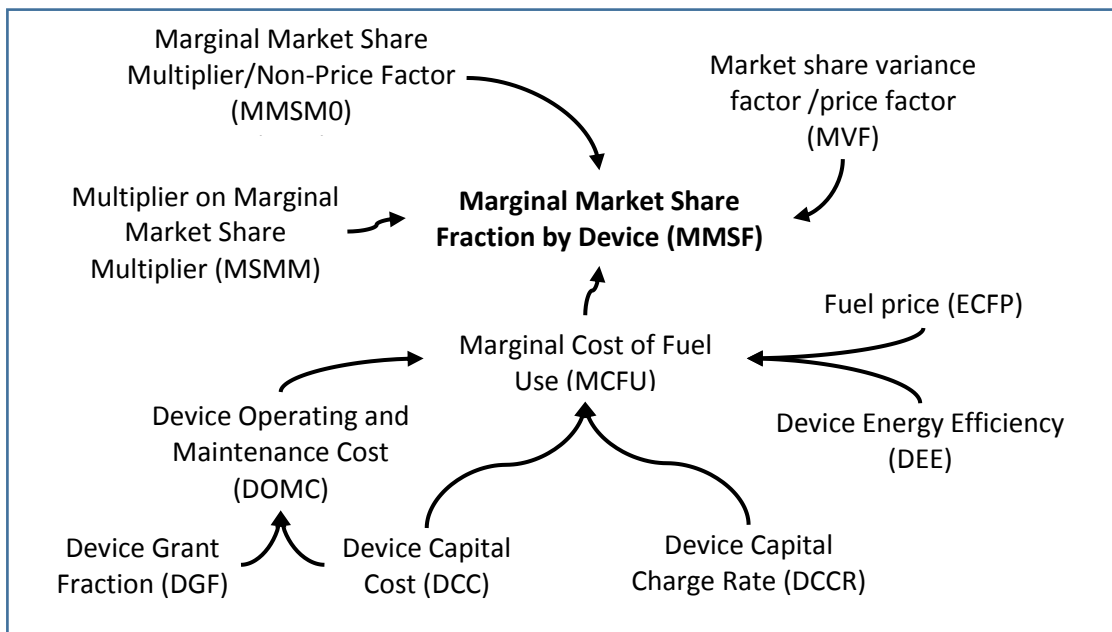 Marginal Market Share
Multiplier/Non-Price Factor
(MMSM0)
Market share variance
factor /price factor
(MVF)
Multiplier on Marginal
Market Share
Multiplier (MSMM)
Marginal Market Share
Fraction by Device (MMSF)
Fuel price (ECFP)
Marginal Cost of Fuel
Use (MCFU)
Device Operating and
Maintenance Cost
(DOMC)
Device Energy Efficiency
(DEE)
Device Grant
Fraction (DGF)
Device Capital
Cost (DCC)
Device Capital
Charge Rate (DCCR)